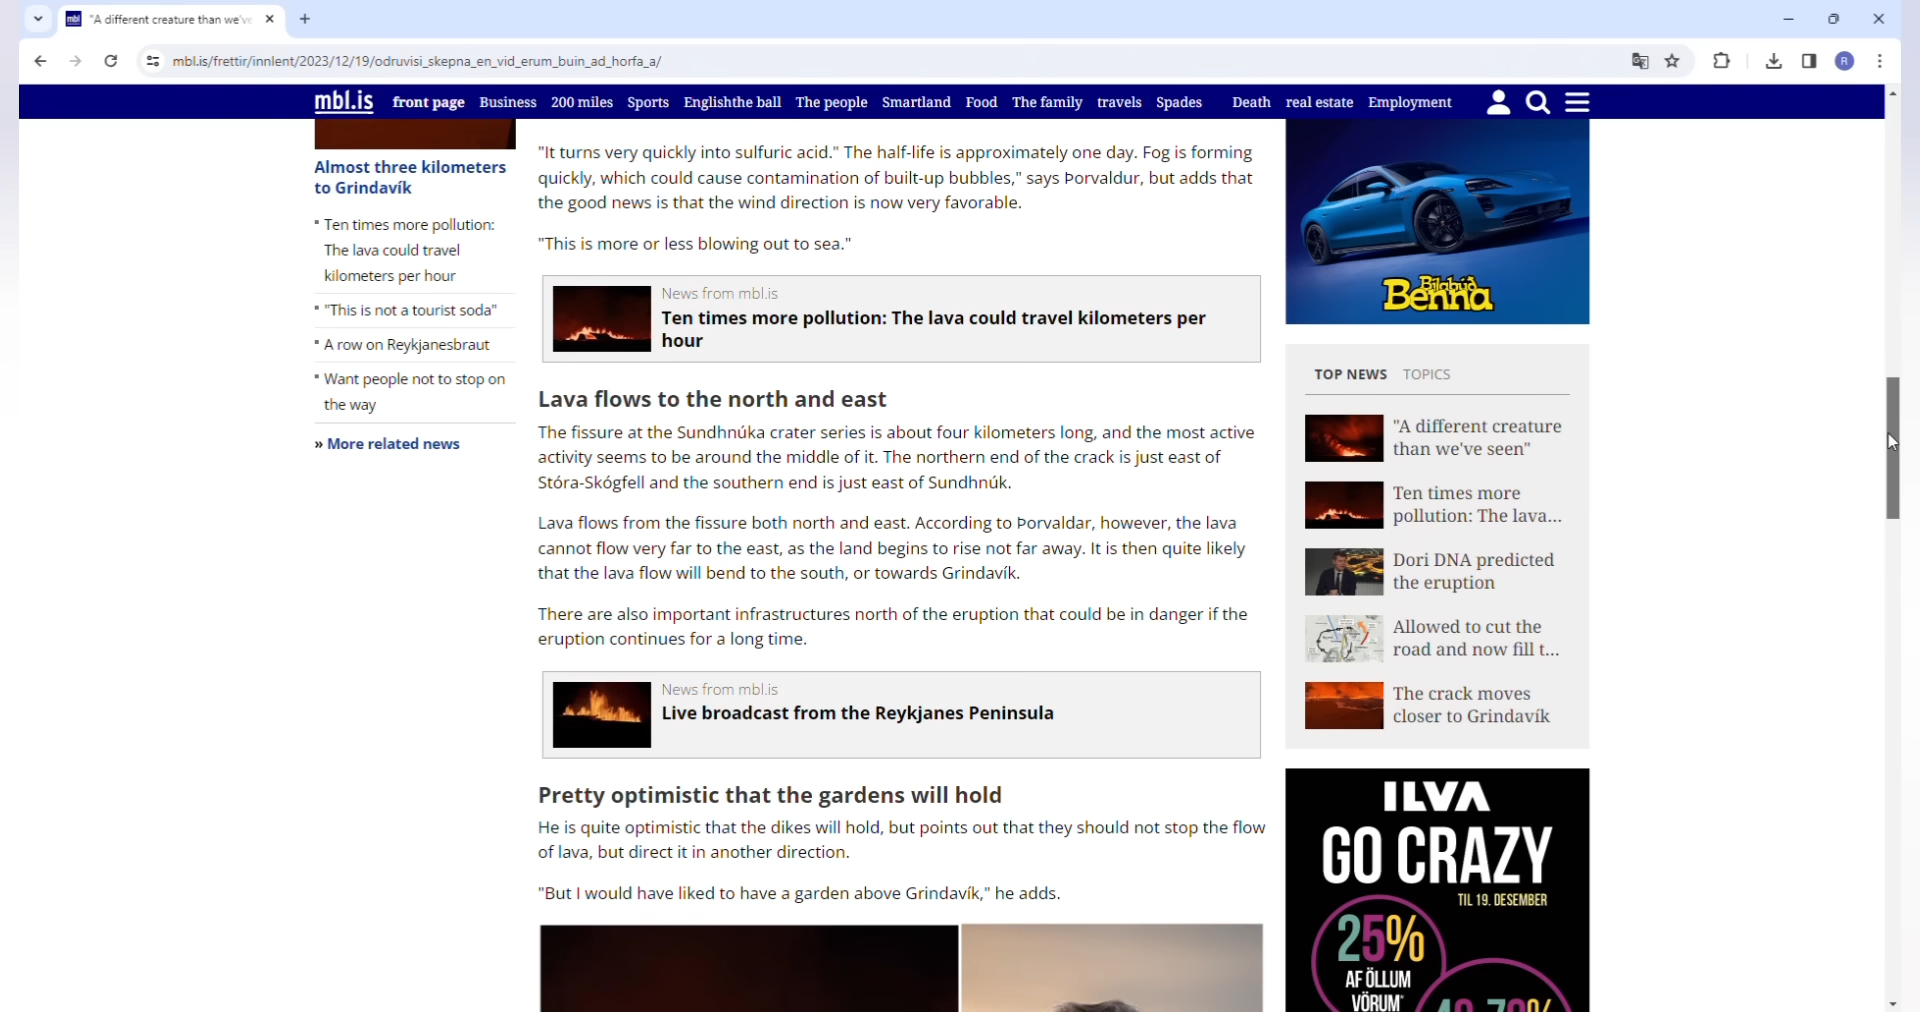 "A different creature than we've
mbl.is/frettir/innlent/2023/12/19/odruvisi_skepna_en_vid_erum_buin_ad_horfa_a/
R
mbl.is front page Business 200 miles Sports Englishthe ball The people Smartland Food The family travels Spades Death real estate Employment
Almost three kilometers
to Grindavík
Ten times more pollution:
The lava could travel
kilometers per hour
"This is not a tourist soda"
A row on Reykjanesbraut
Want people not to stop on
the way
» More related news
"It turns very quickly into sulfuric acid." The half-life is approximately one day. Fog is forming
quickly, which could cause contamination of built-up bubbles," says Þorvaldur, but adds that
the good news is that the wind direction is now very favorable.
"This is more or less blowing out to sea."
News from mbl.is
Ten times more pollution: The lava could travel kilometers per
hour
Lava flows to the north and east
The fissure at the Sundhnúka crater series is about four kilometers long, and the most active
activity seems to be around the middle of it. The northern end of the crack is just east of
Stóra-Skógfell and the southern end is just east of Sundhnúk.
Lava flows from the fissure both north and east. According to Þorvaldar, however, the lava
cannot flow very far to the east, as the land begins to rise not far away. It is then quite likely
that the lava flow will bend to the south, or towards Grindavík.
There are also important infrastructures north of the eruption that could be in danger if the
eruption continues for a long time.
News from mbl.is
Live broadcast from the Reykjanes Peninsula
Pretty optimistic that the gardens will hold
He is quite optimistic that the dikes will hold, but points out that they should not stop the flow
of lava, but direct it in another direction.
"But I would have liked to have a garden above Grindavík," he adds.
Bílabúð
Benna
TOP NEWS TOPICS
"A different creature
than we've seen"
Ten times more
pollution: The lava...
Dori DNA predicted
the eruption
Allowed to cut the
road and now fill t...
The crack moves
closer to Grindavík
ILVA
GO CRAZY
TIL 19. DESEMBER
25%
AF ÖLLUM
VÖRUM*